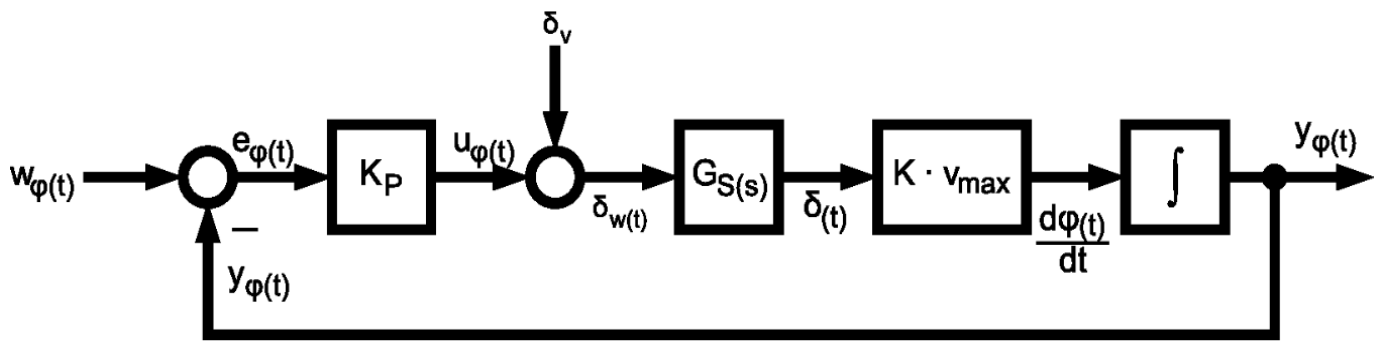 δv
wφ(t)
eφ(t)
KP
uφ(t)
δw(t)
GS(s)
δ(t)
K · vmax
dφ(t)
dt
∫
yφ(t)
−
yφ(t)